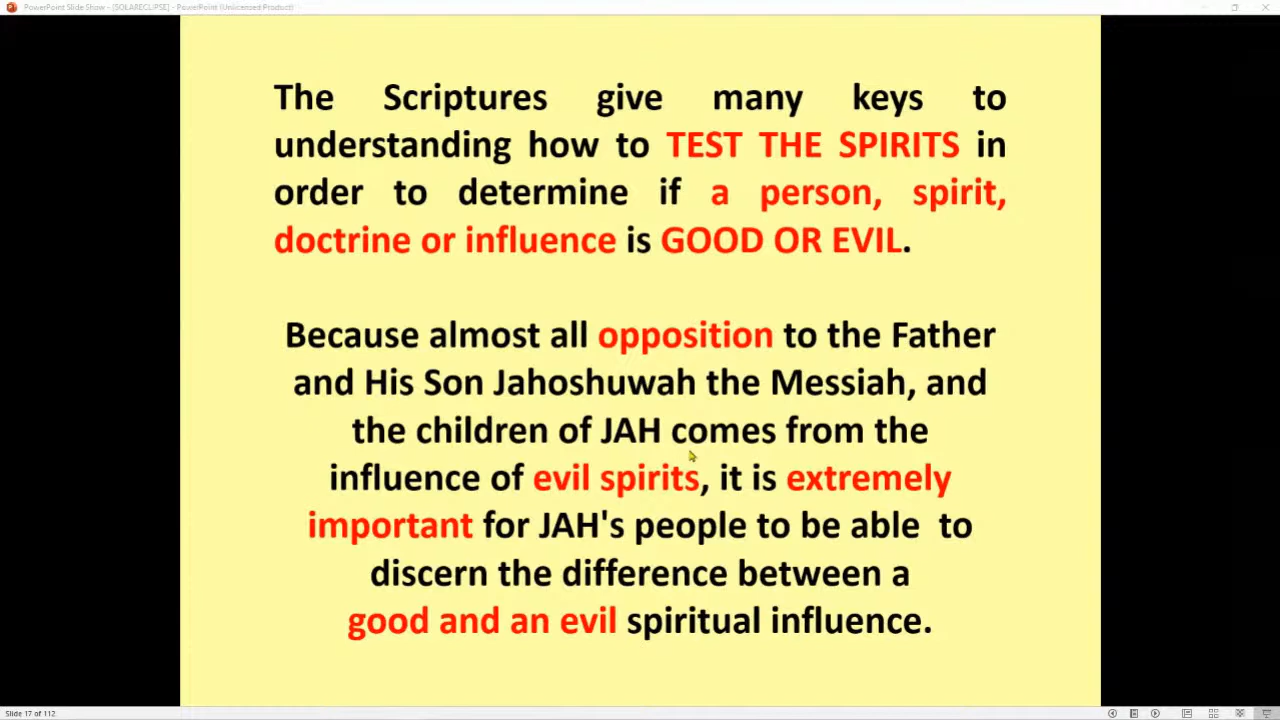 PowerPoint Slide Show - [SOLARECLIPSE] - PowerPoint (Unlicensed Product)
The Scriptures give many keys to
understanding how to TEST THE SPIRITS in
order to determine if a person, spirit,
doctrine or influence is GOOD OR EVIL.
Because almost all opposition to the Father
and His Son Jahoshuwah the Messiah, and
the children of JAH comes from the
influence of evil spirits, it is extremely
important for JAH's people to be able to
discern the difference between a
good and an evil spiritual influence.
Slide 17 of 112